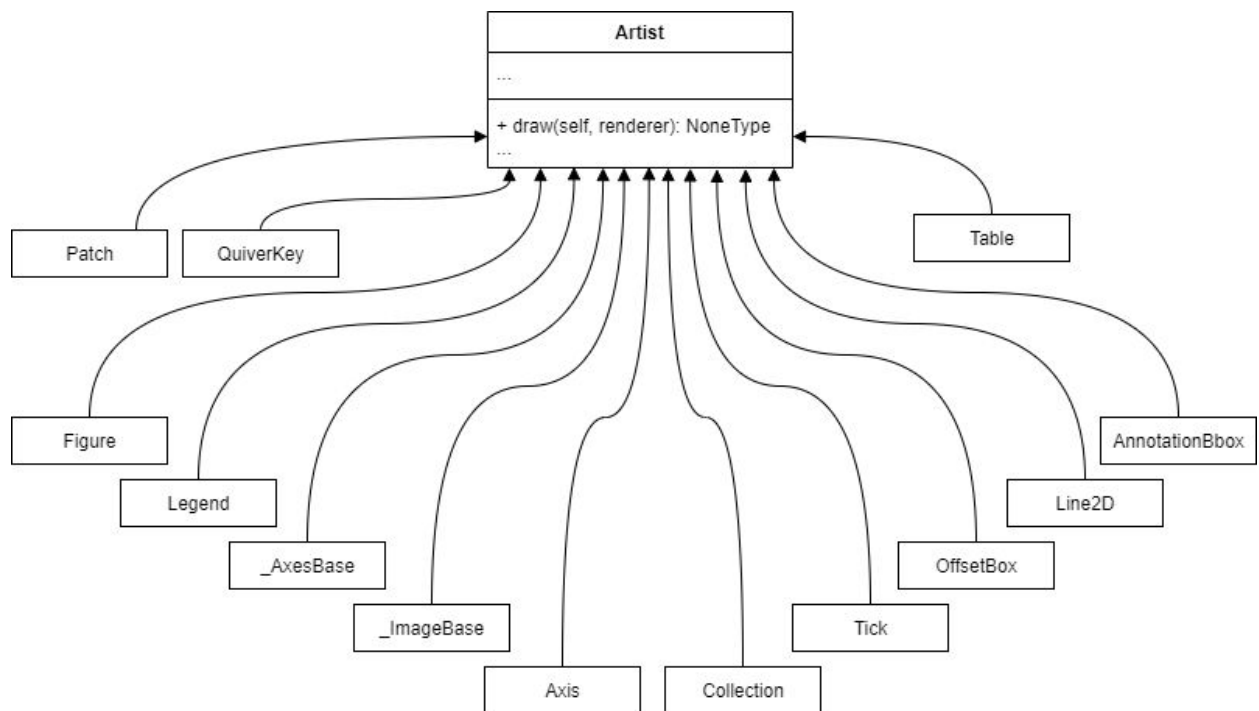 Artist
...
+ draw(self, renderer): NoneType
...
Patch
QuiverKey
Table
Figure
AnnotationBbox
Legend
Line2D
_AxesBase
OffsetBox
_ImageBase
Tick
Axis
Collection